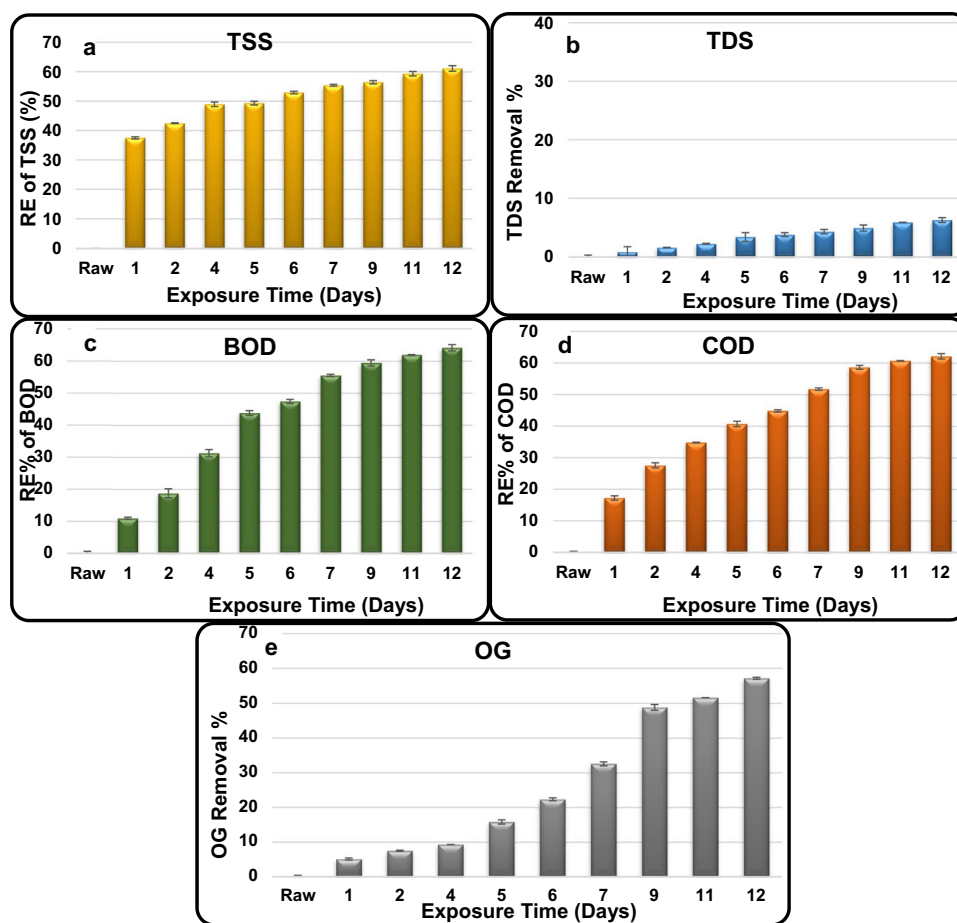 a
TSS
RE of TSS (%)
70
60
50
40
30
20
10
0
Raw 1 2 4 5 6 7 9 11 12
Exposure Time (Days)
b
TDS
TDS Removal %
40
30
20
10
0
Raw 1 2 4 5 6 7 9 11 12
Exposure Time (Days)
c
BOD
RE% of BOD
70
60
50
40
30
20
10
0
Raw 1 2 4 5 6 7 9 11 12
Exposure Time (Days)
d
COD
RE% of COD
70
60
50
40
30
20
10
0
Raw 1 2 4 5 6 7 9 11 12
Exposure Time (Days)
e
OG
OG Removal %
70
60
50
40
30
20
10
0
Raw 1 2 4 5 6 7 9 11 12
Exposure Time (Days)